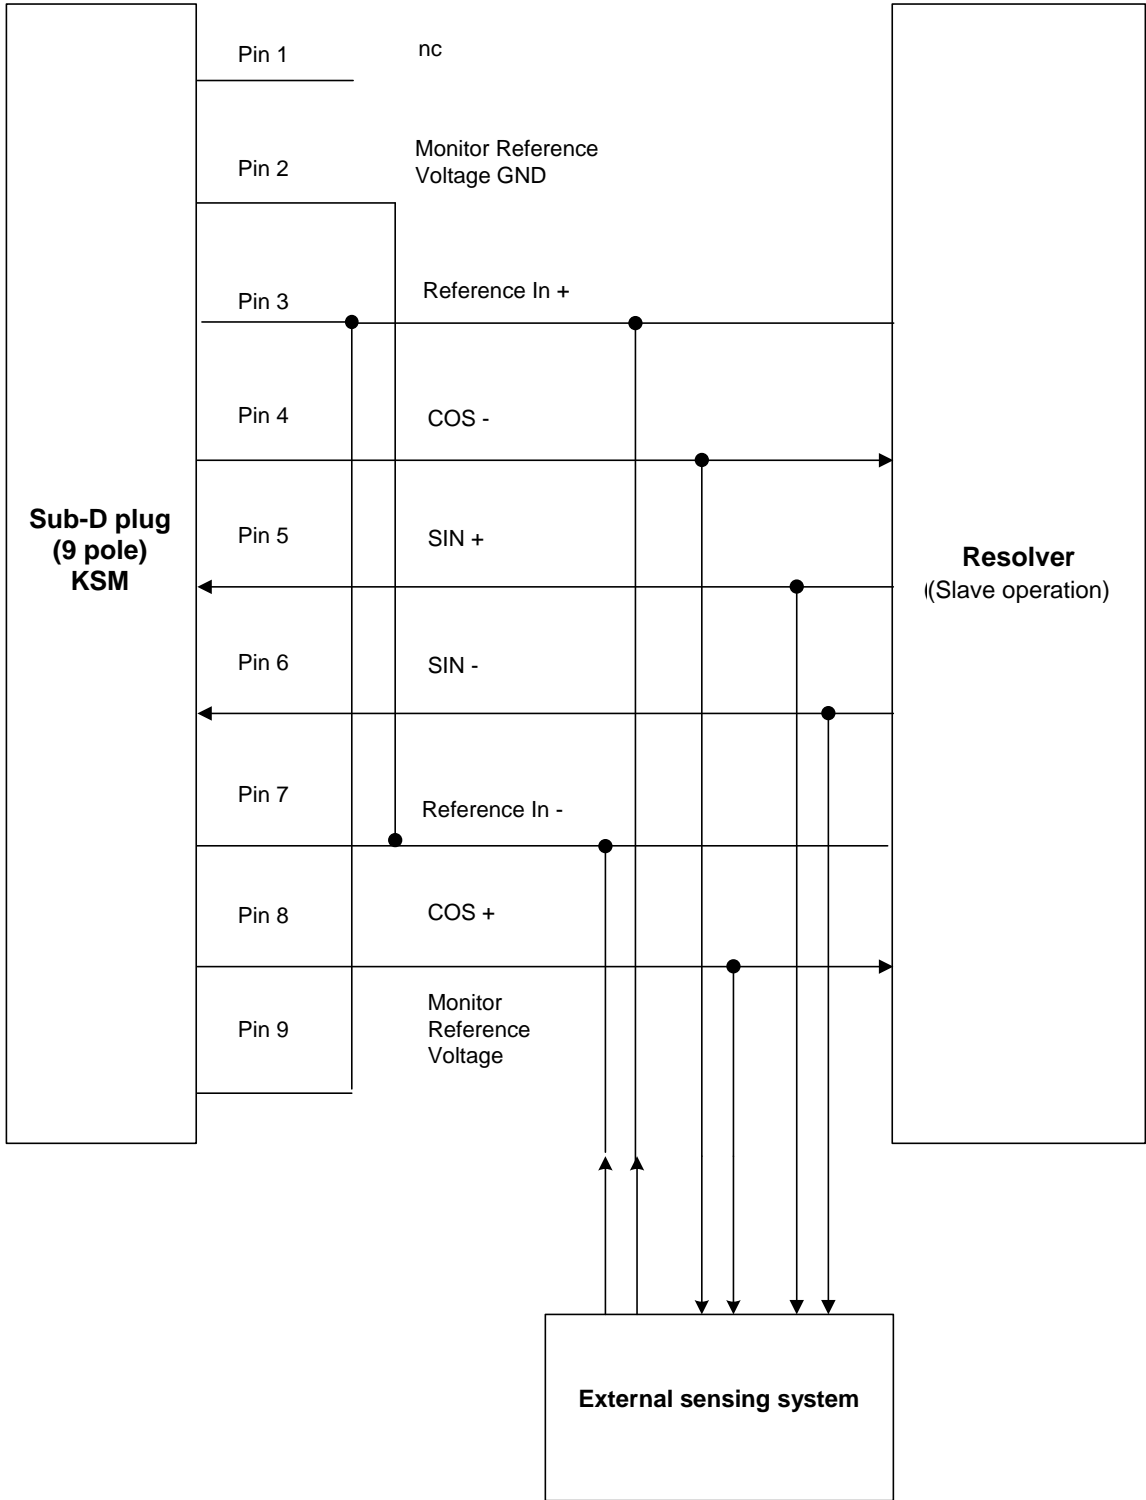 Pin 1
nc
Pin 2
Monitor Reference
Voltage GND
Pin 3
Reference In +
Pin 4
COS -
Sub-D plug
(9 pole)
KSM
Pin 5
SIN +
Resolver
((Slave operation)
Pin 6
SIN -
Pin 7
Reference In -
Pin 8
COS +
Pin 9
Monitor
Reference
Voltage
External sensing system